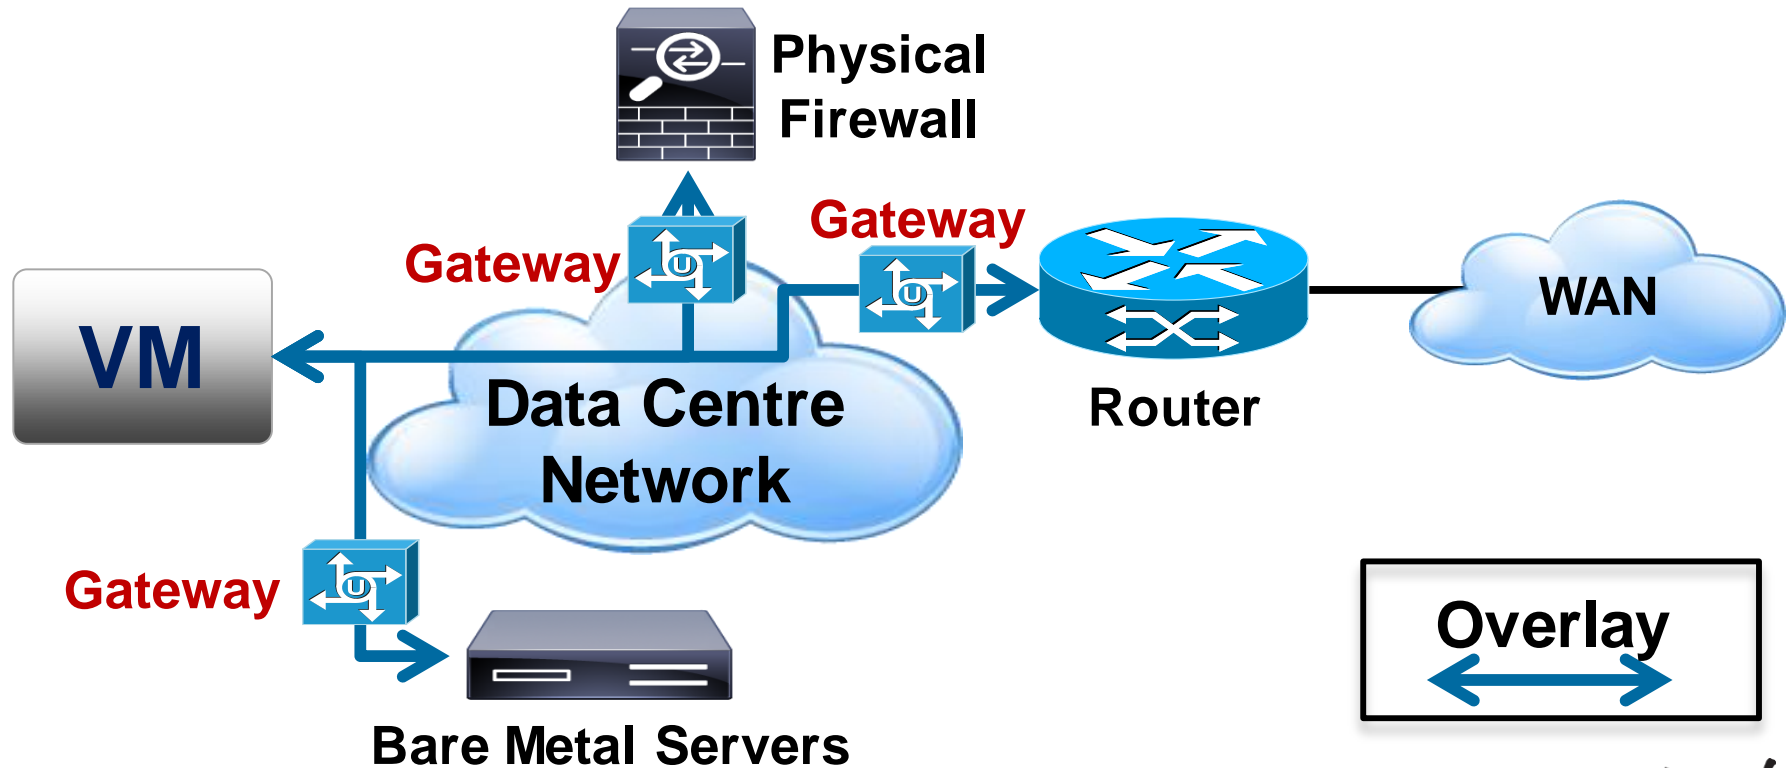 Physical
Firewall
Gateway
Gateway
VM
WAN
Data Centre
Network
Router
Gateway
Overlay
Bare Metal Servers
U
U
U